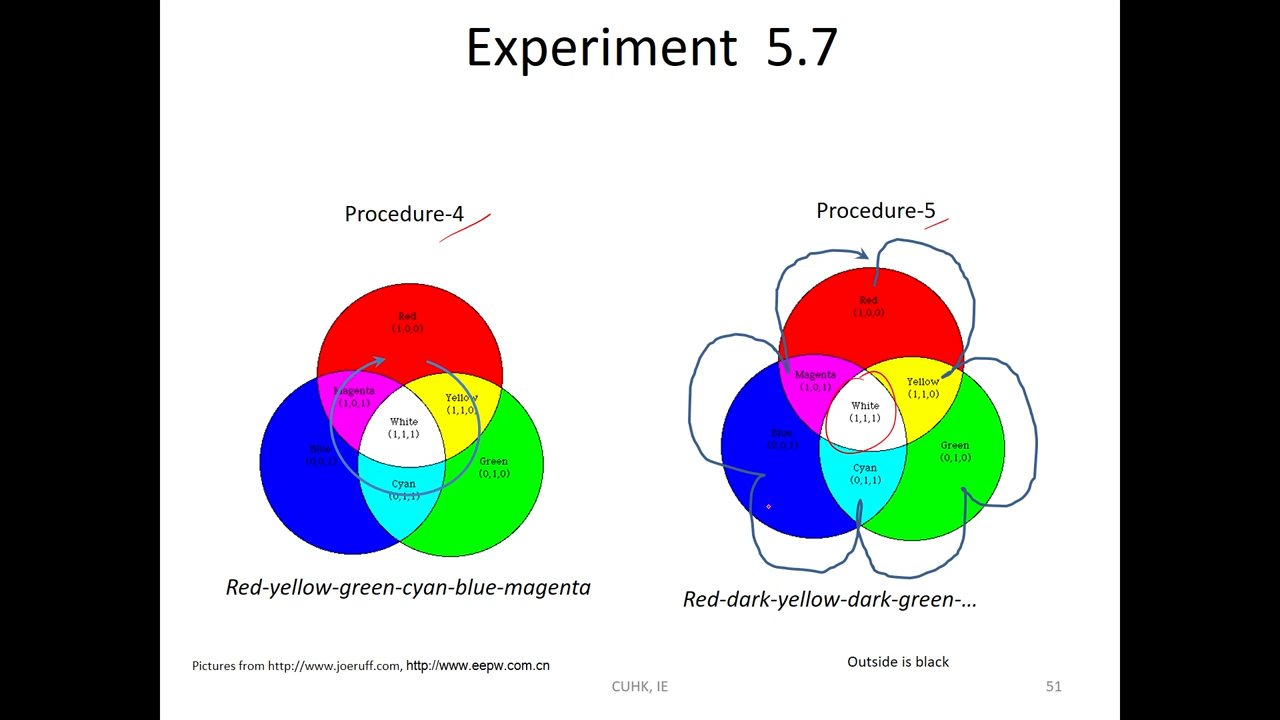 Experiment 5.7
Procedure-4
Red
(1,0,0)
Magenta
(1,0,1)
Yellow
(1,1,0)
White
(1,1,1)
Blue
(0,0,1)
Green
(0,1,0)
Cyan
(0,1,1)
Red-yellow-green-cyan-blue-magenta
Procedure-5
Red
(1,0,0)
Magenta
(1,0,1)
Yellow
(1,1,0)
White
(1,1,1)
Blue
(0,0,1)
Green
(0,1,0)
Cyan
(0,1,1)
Red-dark-yellow-dark-green-...
Pictures from http://www.joeruff.com, http://www.eepw.com.cn
Outside is black
CUHK, IE
51